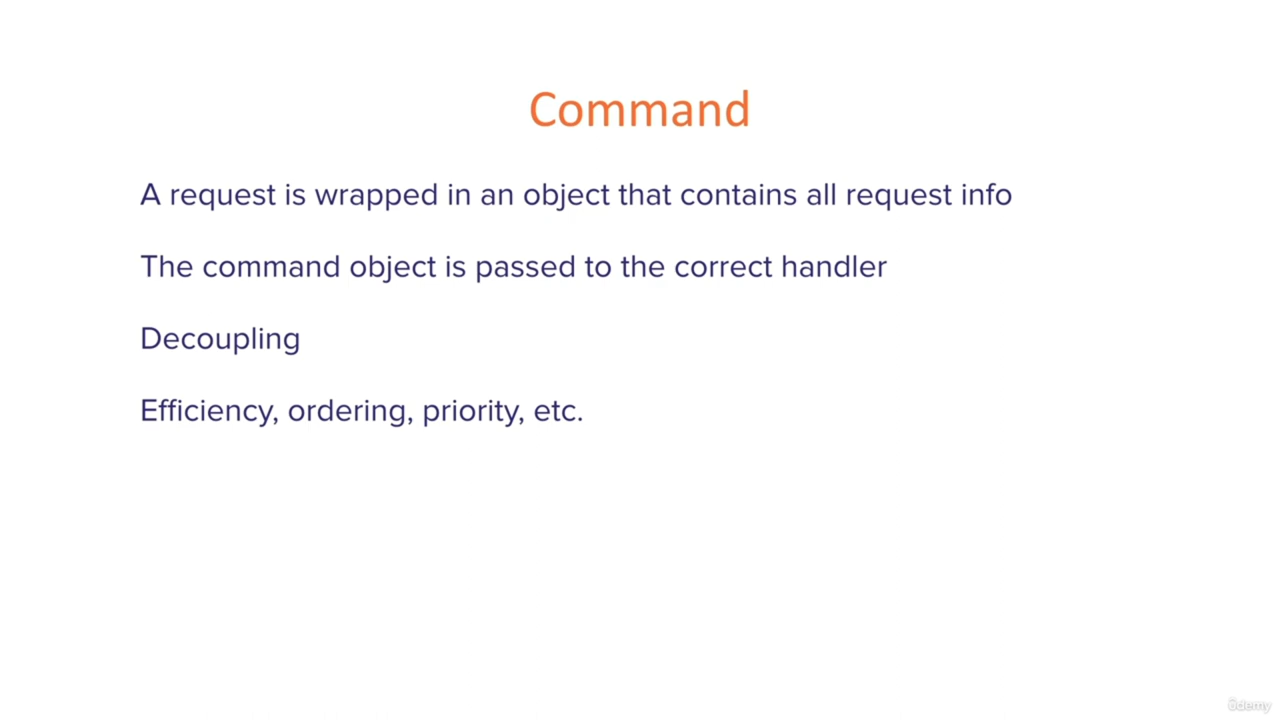 Command
A request is wrapped in an object that contains all request info
The command object is passed to the correct handler
Decoupling
Efficiency, ordering, priority, etc.
ûdemy